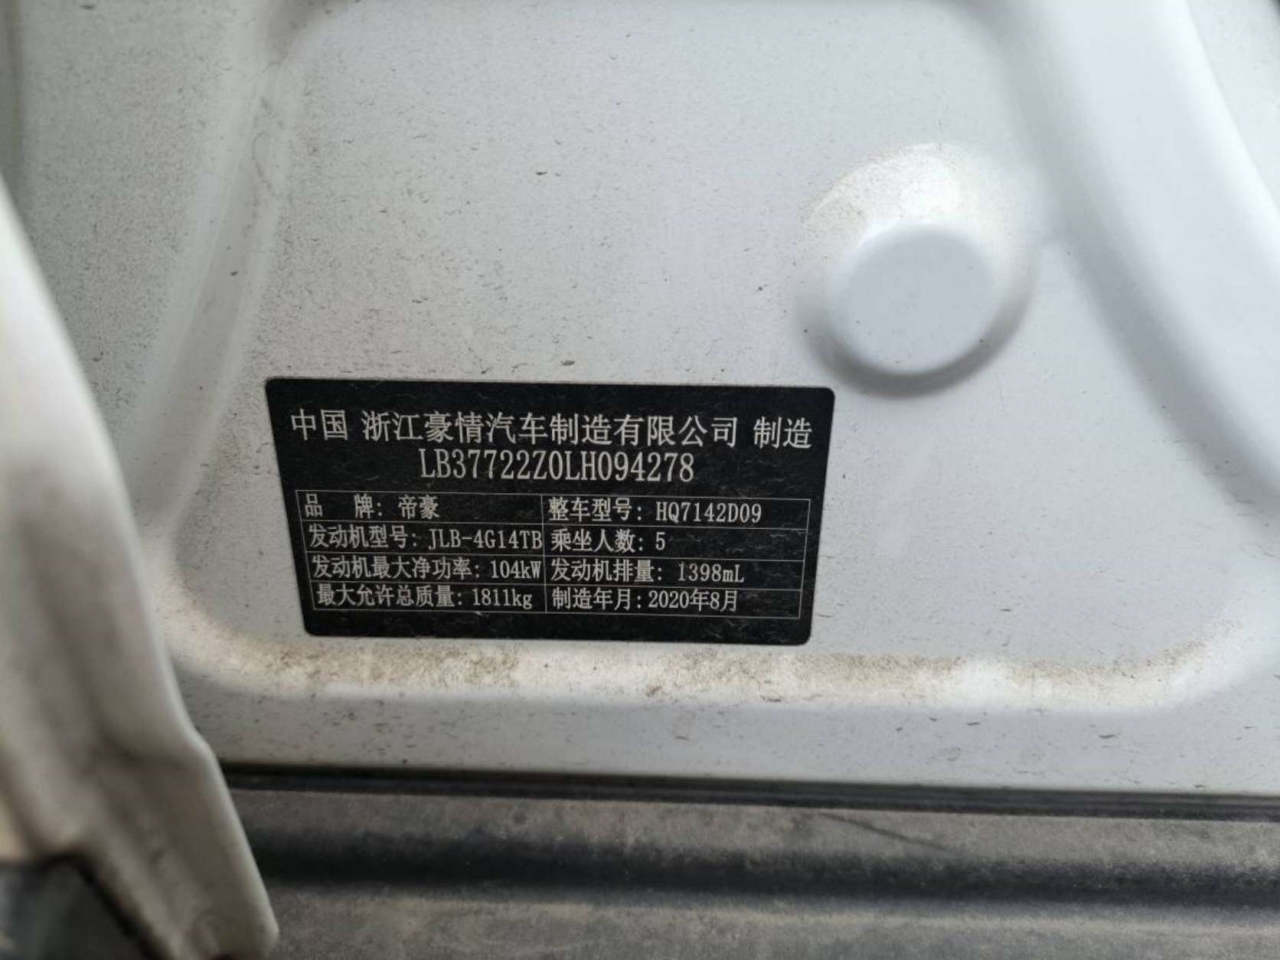 中国 浙江豪情汽车制造有限公司 制造
LB37722Z0LH094278
品 牌: 帝豪 整车型号: HQ7142D09
发动机型号: JLB-4G14TB 乘坐人数: 5
发动机最大净功率: 104kW 发动机排量: 1398mL
最大允许总质量: 1811kg 制造年月: 2020年8月